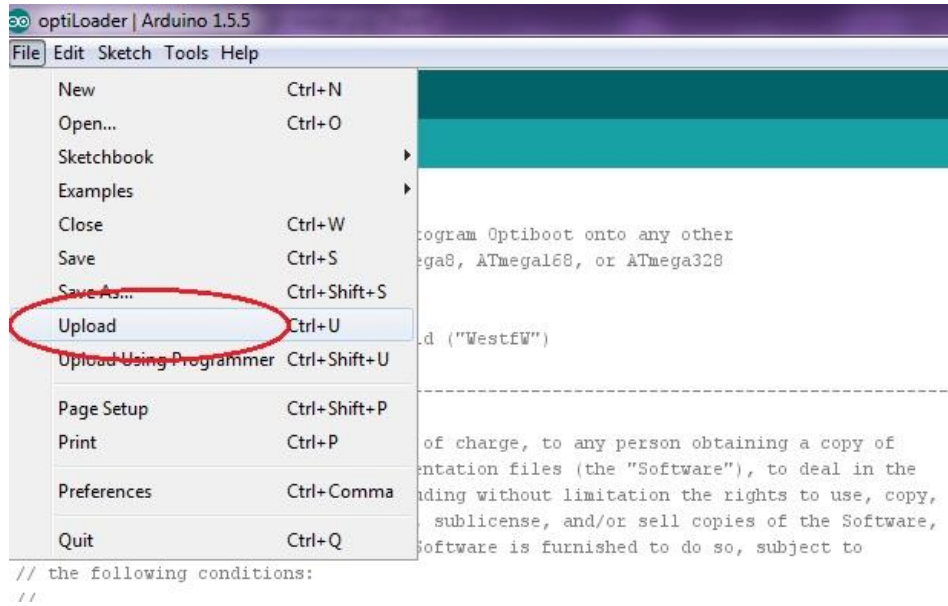 optiLoader | Arduino 1.5.5
File Edit Sketch Tools Help
New Ctrl+N
Open... Ctrl+O
Sketchbook
Examples
Close Ctrl+W
Save Ctrl+S
Save As... Ctrl+Shift+S
Upload Ctrl+U
Upload Using Programmer Ctrl+Shift+U
Page Setup Ctrl+Shift+P
Print Ctrl+P
Preferences Ctrl+Comma
Quit Ctrl+Q
Optiboot onto any other
ATmega168, or ATmega328
("WestfW")
of charge, to any person obtaining a copy of
files (the "Software"), to deal in the
without limitation the rights to use, copy,
sublicense, and/or sell copies of the Software,
Software is furnished to do so, subject to
// the following conditions:
//